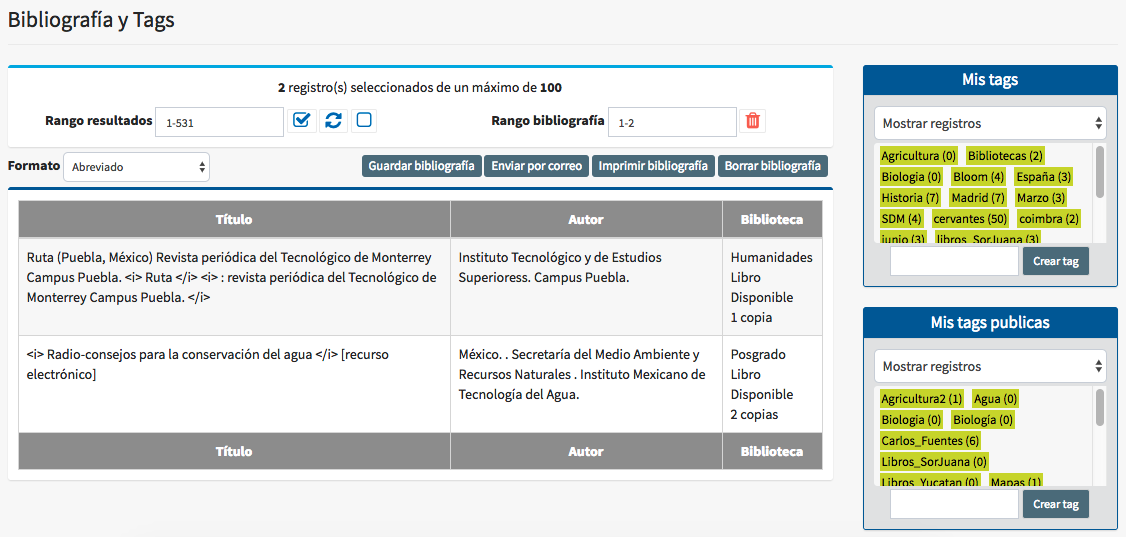 Bibliografía y Tags
2 registro(s) seleccionados de un máximo de 100
Rango resultados 1-531
Rango bibliografía 1-2
Formato Abreviado
Guardar bibliografía Enviar por correo Imprimir bibliografía Borrar bibliografía
Título Autor Biblioteca
Ruta (Puebla, México) Revista periódica del Tecnológico de Monterrey
Campus Puebla. <i> Ruta </i> <i> : revista periódica del Tecnológico de
Monterrey Campus Puebla. </i>
Instituto Tecnológico y de Estudios
Superioress. Campus Puebla.
Humanidades
Libro
Disponible
1 copia
<i> Radio-consejos para la conservación del agua </i> [recurso
electrónico]
México. . Secretaría del Medio Ambiente y
Recursos Naturales . Instituto Mexicano de
Tecnología del Agua.
Posgrado
Libro
Disponible
2 copias
Título Autor Biblioteca
Mis tags
Mostrar registros
Agricultura (0) Bibliotecas (2)
Biologia (0) Bloom (4) España (3)
Historia (7) Madrid (7) Marzo (3)
SDM (4) cervantes (50) coimbra (2)
junio (3) libros_SorJuana (3)
Crear tag
Mis tags publicas
Mostrar registros
Agricultura2 (1) Agua (0)
Biologia (0) Biología (0)
Carlos_Fuentes (6)
Libros_SorJuana (0)
Libros_Yucatan (0) Mapas (1)
Crear tag